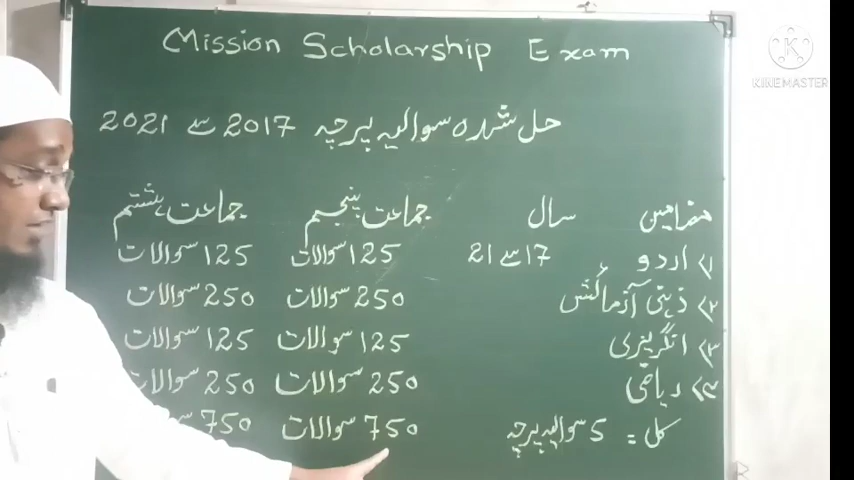 Mission Scholarship Exam
حل شدہ سوالیہ پرچہ 2017 سے 2021
مضامین سال جماعت پنجم جماعت ہشتم
۱) اردو 17 سے 21 125 سوالات 125 سوالات
۲) ذہنی آزمائش 250 سوالات 250 سوالات
۳) انگریزی 125 سوالات 125 سوالات
۴) ریاضی 250 سوالات 250 سوالات
کل = 5 سوالیہ پرچہ 750 سوالات 750
KINEMASTER